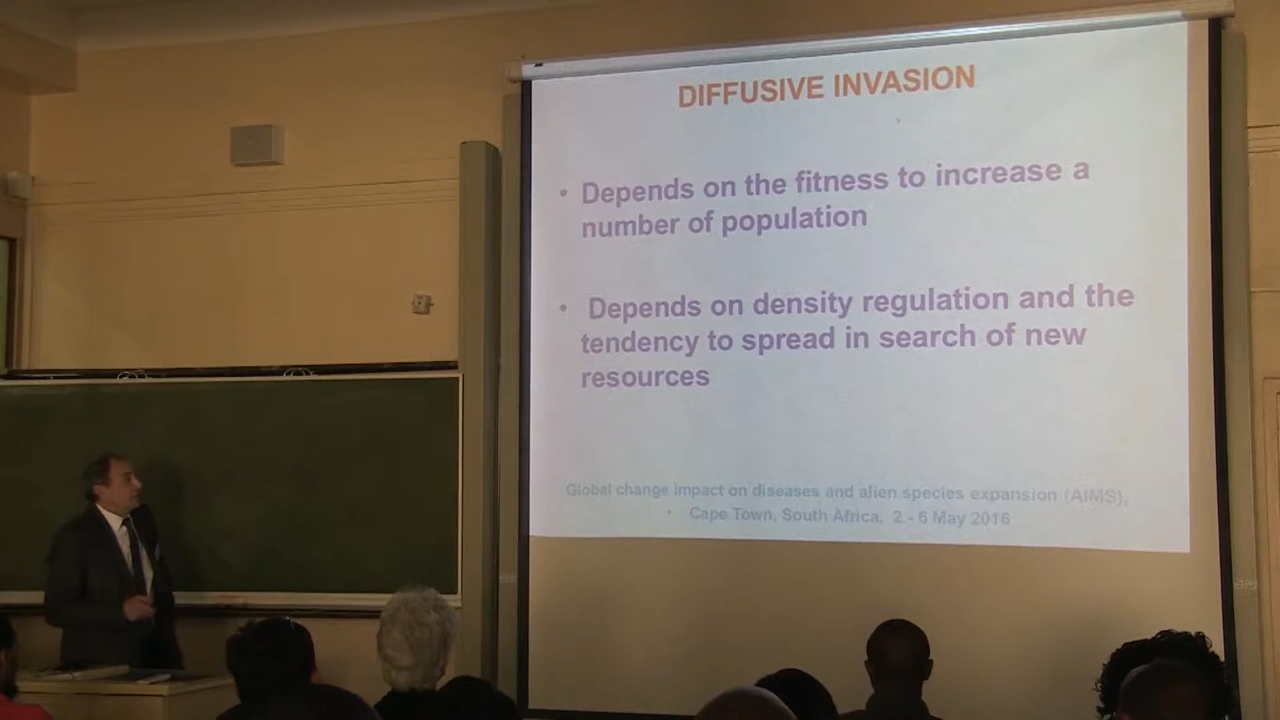 DIFFUSIVE INVASION
• Depends on the fitness to increase a
number of population
• Depends on density regulation and the
tendency to spread in search of new
resources
Global change impact on diseases and alien species expansion (AIMS),
• Cape Town, South Africa, 2 - 6 May 2016